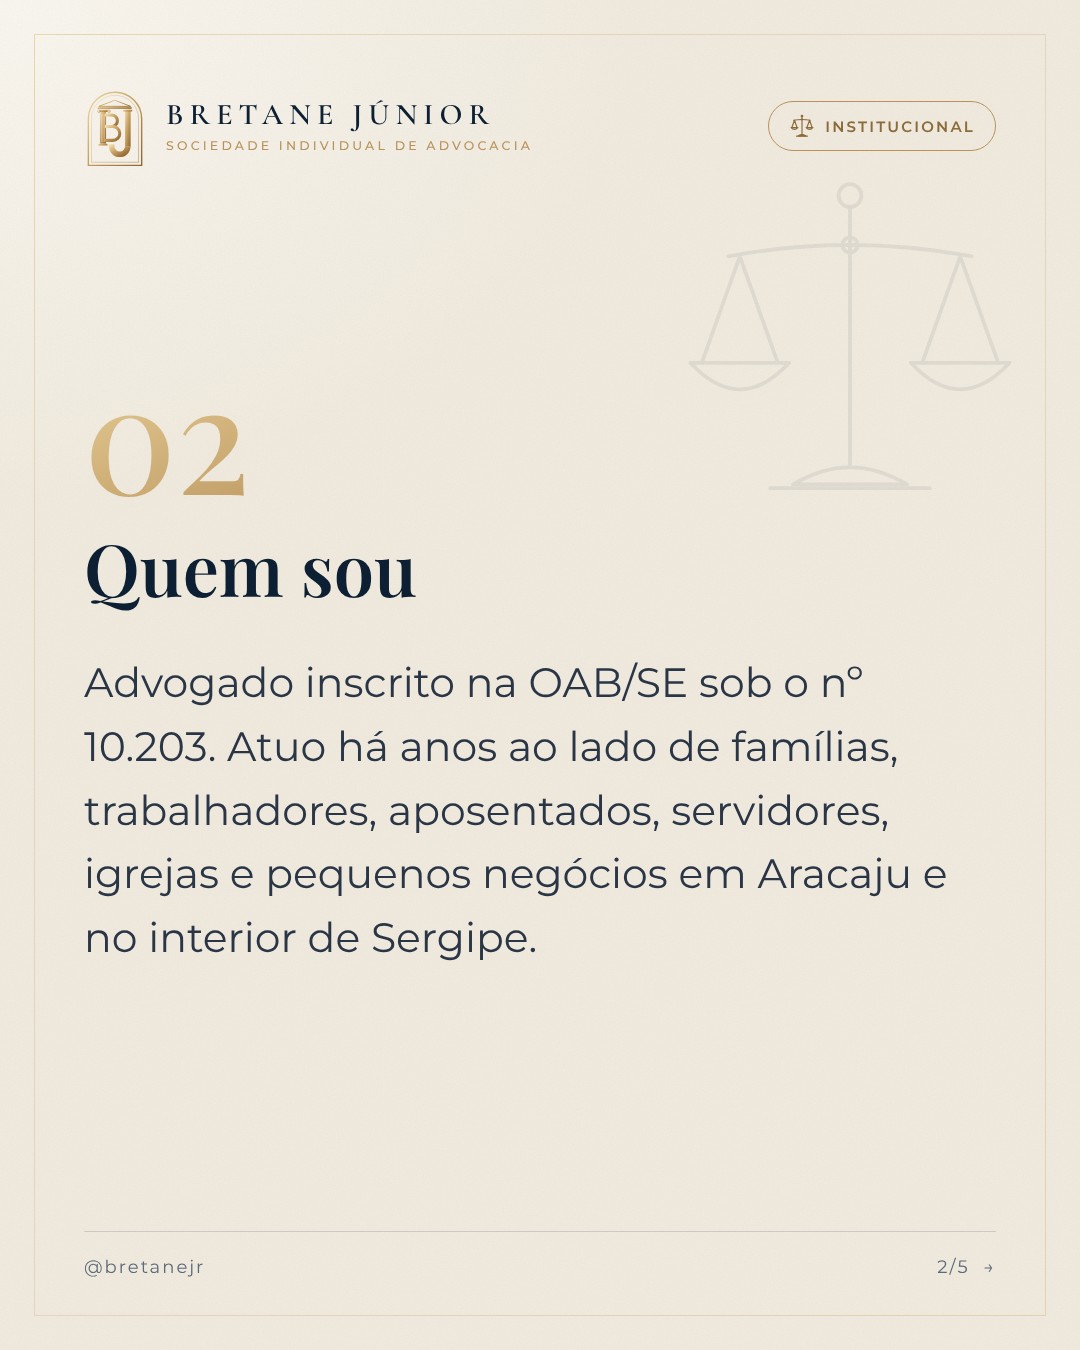 BRETANE JÚNIOR
SOCIEDADE INDIVIDUAL DE ADVOCACIA
INSTITUCIONAL
02
Quem sou
Advogado inscrito na OAB/SE sob o nº
10.203. Atuo há anos ao lado de famílias,
trabalhadores, aposentados, servidores,
igrejas e pequenos negócios em Aracaju e
no interior de Sergipe.
@bretanejr
2/5 →